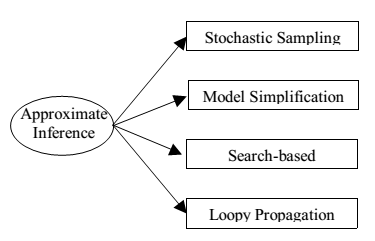 Approximate
Inference
Stochastic Sampling
Model Simplification
Search-based
Loopy Propagation